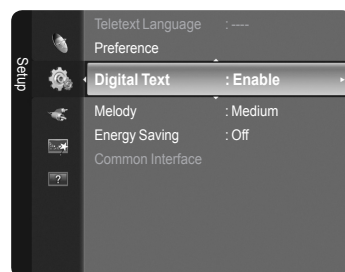 Setup
Teletext Language : ----
Preference
Digital Text : Enable
Melody : Medium
Energy Saving : Off
Common Interface
?